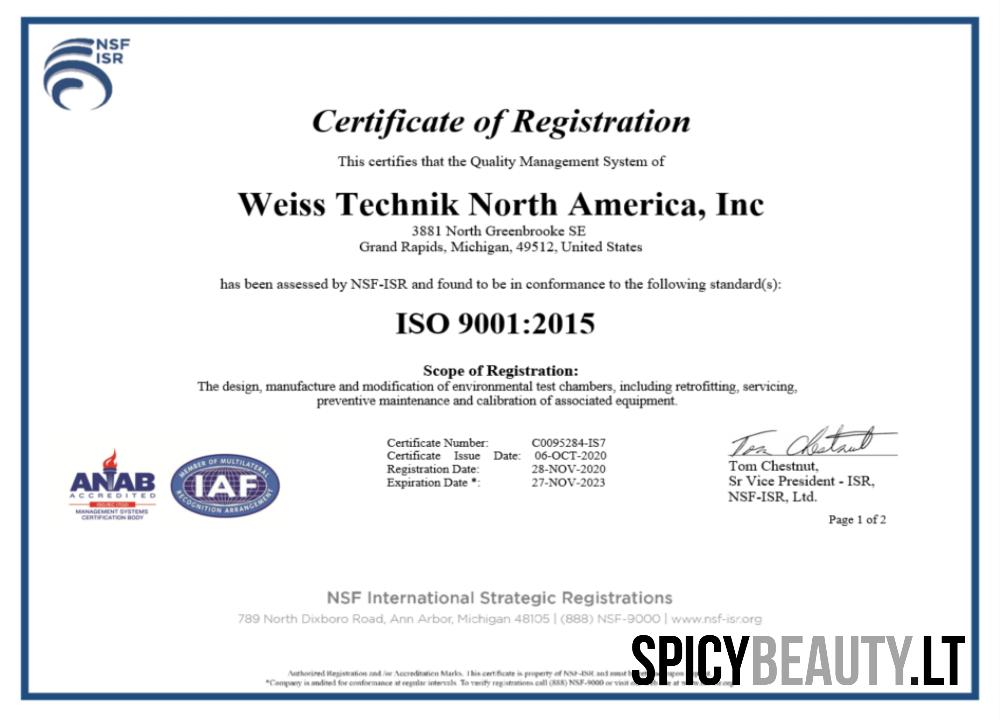 NSF
ISR
Certificate of Registration
This certifies that the Quality Management System of
Weiss Technik North America, Inc
3881 North Greenbrooke SE
Grand Rapids, Michigan, 49512, United States
has been assessed by NSF-ISR and found to be in conformance to the following standard(s):
ISO 9001:2015
Scope of Registration:
The design, manufacture and modification of environmental test chambers, including retrofitting, servicing,
preventive maintenance and calibration of associated equipment.
Certificate Number: C0095284-IS7
Certificate Issue Date: 06-OCT-2020
Registration Date: 28-NOV-2020
Expiration Date *: 27-NOV-2023
Tom Chestnut
Tom Chestnut,
Sr Vice President - ISR,
NSF-ISR, Ltd.
Page 1 of 2
ANAB
ACCREDITED
MANAGEMENT SYSTEMS
CERTIFICATION BODY
MEMBER OF MULTILATERAL
IAF
RECOGNITION ARRANGEMENT
NSF International Strategic Registrations
789 North Dixboro Road, Ann Arbor, Michigan 48105 | (888) NSF-9000 | www.nsf-isr.org
Authorized Registration and /or Accreditation Marks. This certificate is property of NSF-ISR and must
*Company is audited for conformance at regular intervals. To verify registrations call (888) NSF-9000 or visit
SPICYBEAUTY.LT